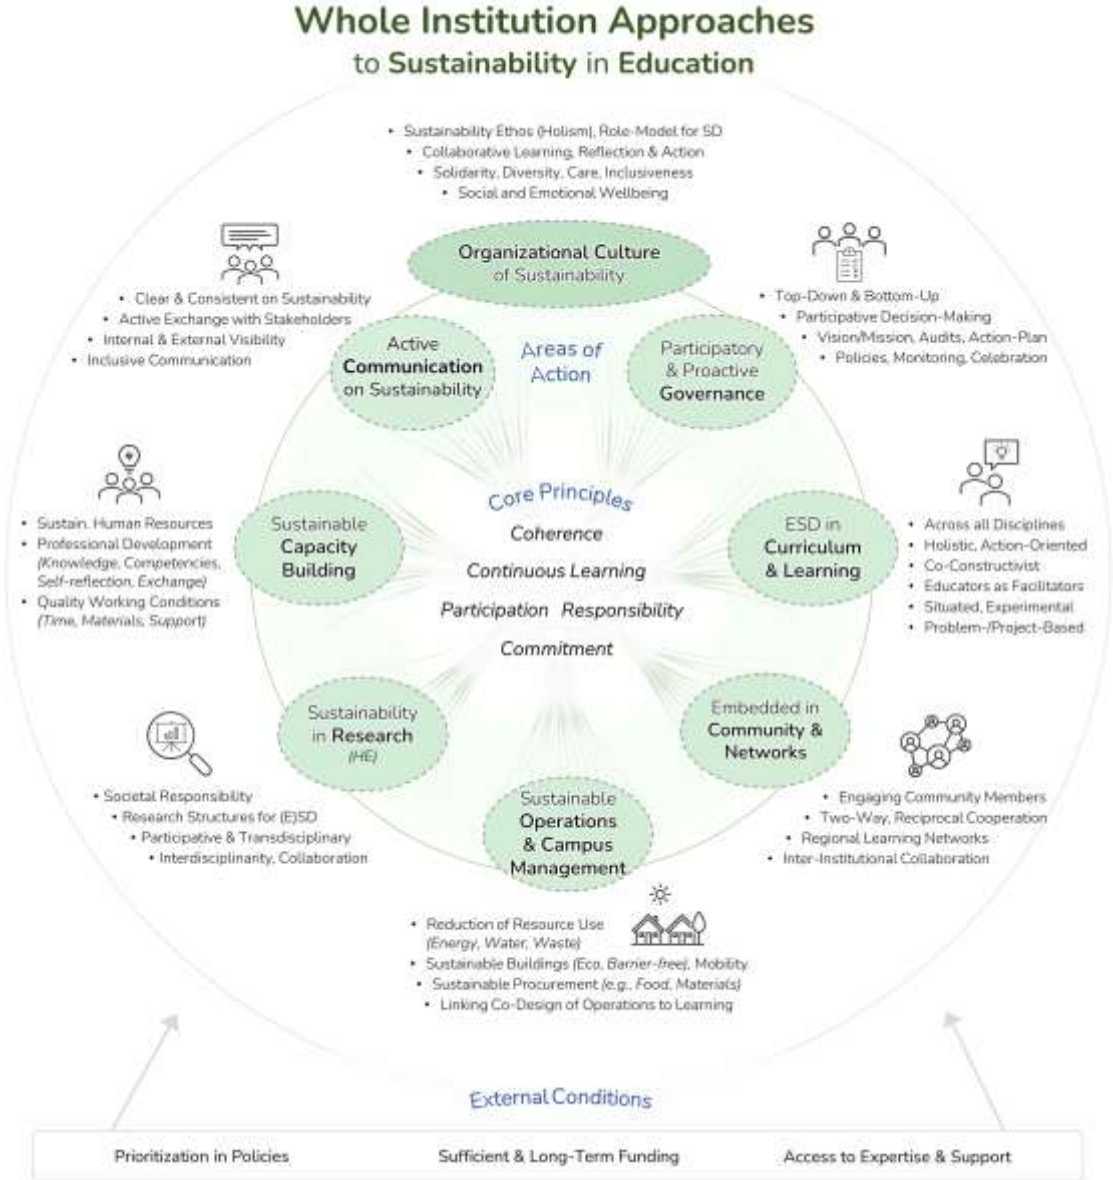 Whole Institution Approaches
to Sustainability in Education
• Sustainability Ethos (Holism), Role-Model for SD
• Collaborative Learning, Reflection & Action
• Solidarity, Diversity, Care, Inclusiveness
• Social and Emotional Wellbeing
Organizational Culture
of Sustainability
• Clear & Consistent on Sustainability
• Active Exchange with Stakeholders
• Internal & External Visibility
• Inclusive Communication
Active
Communication
on Sustainability
Areas of
Action
Participatory
& Proactive
Governance
• Top-Down & Bottom-Up
• Participative Decision-Making
• Vision/Mission, Audits, Action-Plan
• Policies, Monitoring, Celebration
• Sustain. Human Resources
• Professional Development
(Knowledge, Competencies,
Self-reflection, Exchange)
• Quality Working Conditions
(Time, Materials, Support)
Sustainable
Capacity
Building
Core Principles
Coherence
Continuous Learning
Participation Responsibility
Commitment
ESD in
Curriculum
& Learning
• Across all Disciplines
• Holistic, Action-Oriented
• Co-Constructivist
• Educators as Facilitators
• Situated, Experimental
• Problem-/Project-Based
Sustainability
in Research
(HE)
• Societal Responsibility
• Research Structures for (E)SD
• Participative & Transdisciplinary
• Interdisciplinarity, Collaboration
Embedded in
Community &
Networks
• Engaging Community Members
• Two-Way, Reciprocal Cooperation
• Regional Learning Networks
• Inter-Institutional Collaboration
Sustainable
Operations
& Campus
Management
• Reduction of Resource Use
(Energy, Water, Waste)
• Sustainable Buildings (Eco, Barrier-free), Mobility
• Sustainable Procurement (e.g., Food, Materials)
• Linking Co-Design of Operations to Learning
External Conditions
Prioritization in Policies
Sufficient & Long-Term Funding
Access to Expertise & Support